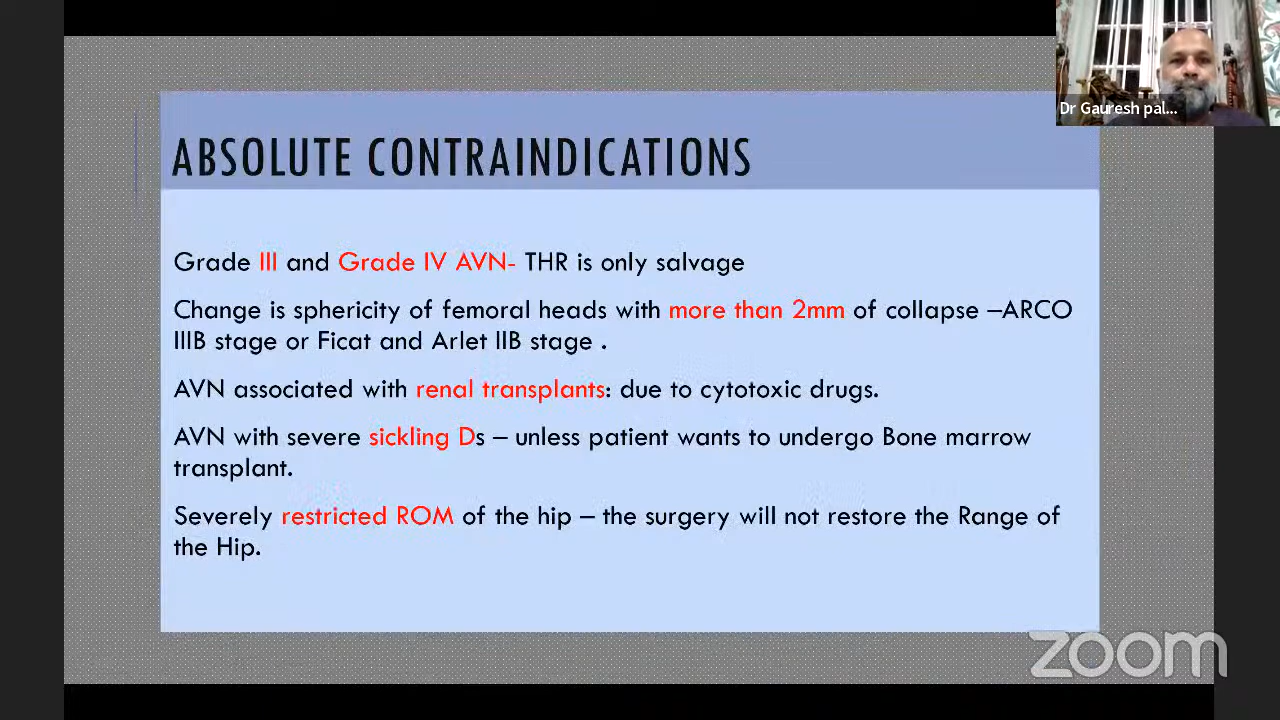 Dr Gauresh pal...
ABSOLUTE CONTRAINDICATIONS
Grade III and Grade IV AVN- THR is only salvage
Change is sphericity of femoral heads with more than 2mm of collapse –ARCO
IIIB stage or Ficat and Arlet IIB stage .
AVN associated with renal transplants: due to cytotoxic drugs.
AVN with severe sickling Ds – unless patient wants to undergo Bone marrow
transplant.
Severely restricted ROM of the hip – the surgery will not restore the Range of
the Hip.
zoom